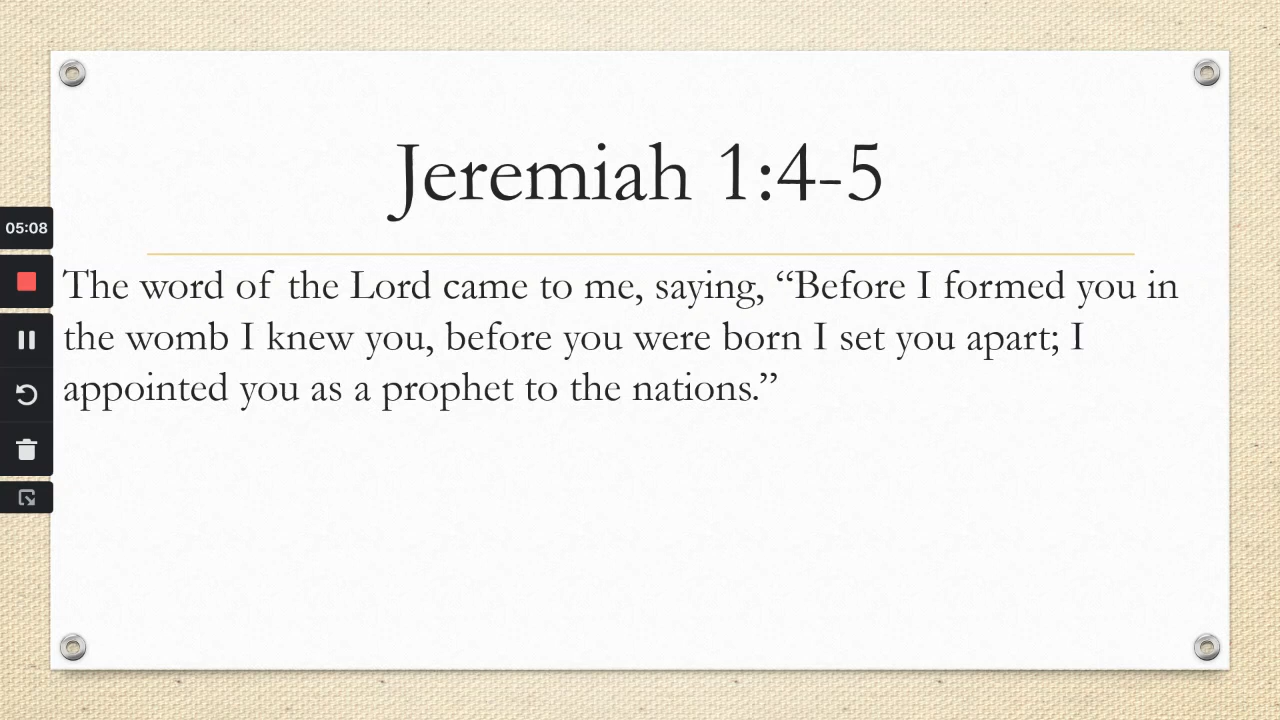 Jeremiah 1:4-5
05:08
The word of the Lord came to me, saying, “Before I formed you in
the womb I knew you, before you were born I set you apart; I
appointed you as a prophet to the nations.”